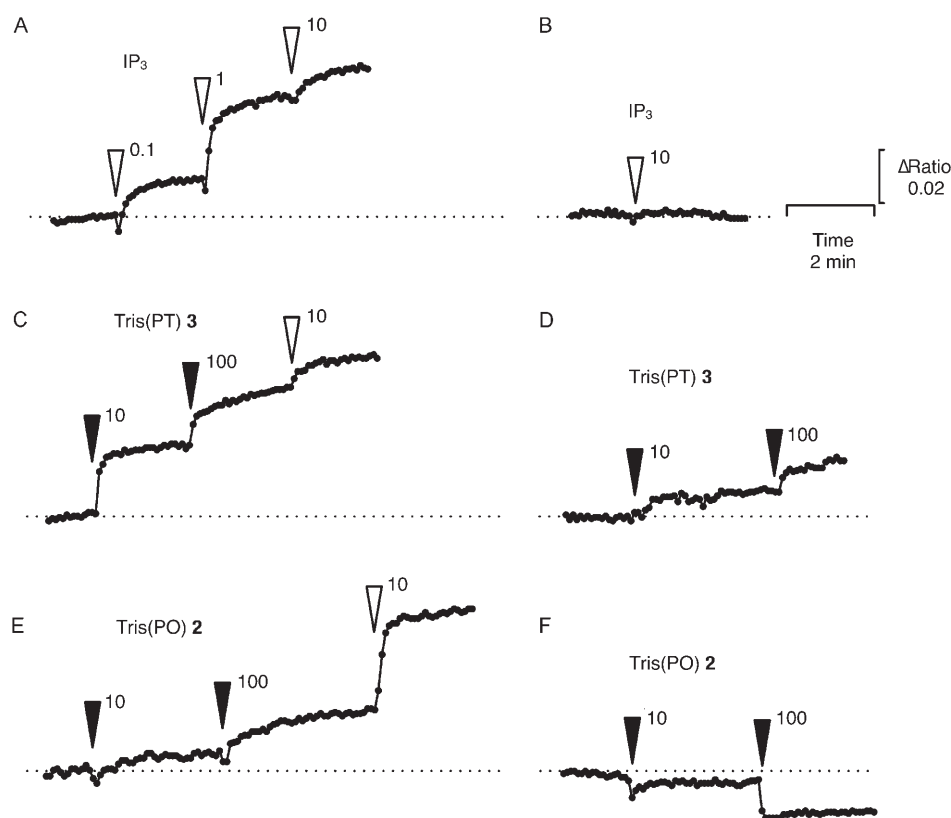 A
IP₃
0.1
1
10
B
IP₃
10
ΔRatio
0.02
Time
2 min
C
Tris(PT) 3
10
100
10
D
Tris(PT) 3
10
100
E
Tris(PO) 2
10
100
10
F
Tris(PO) 2
10
100